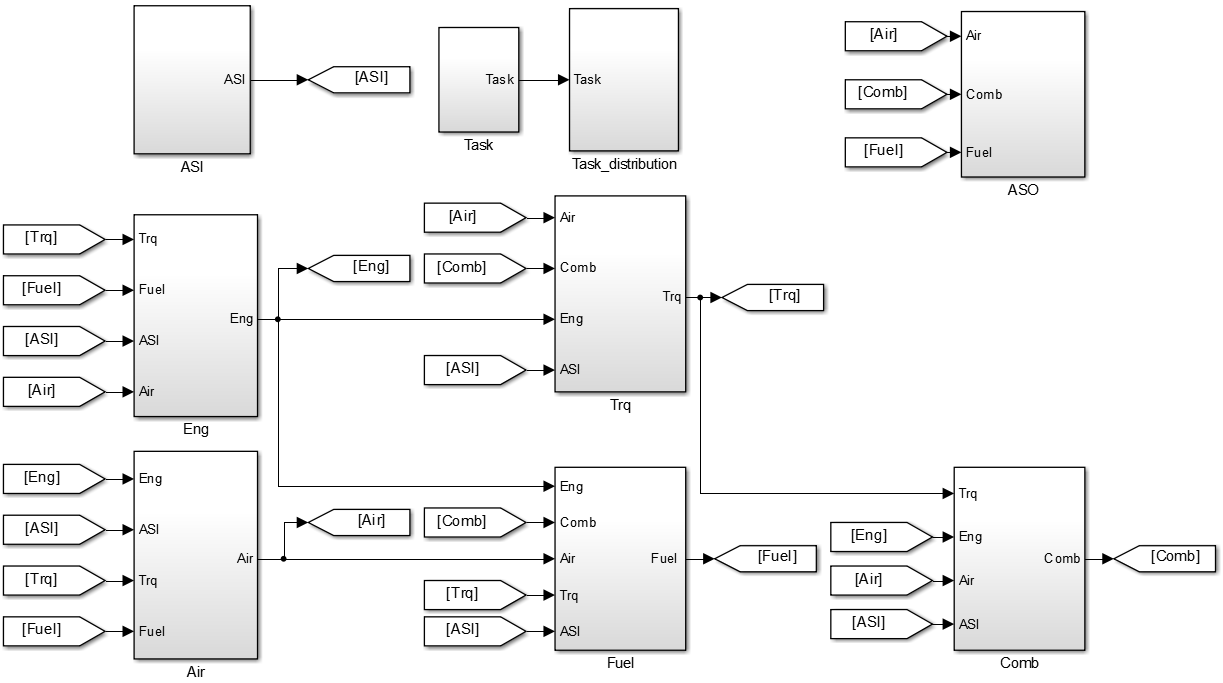 ASI
[ASI]
ASI
Task
Task
Task
Task_distribution
[Air]
Air
[Comb]
Comb
[Fuel]
Fuel
ASO
[Trq]
Trq
[Fuel]
Fuel
[ASI]
ASI
[Air]
Air
Eng
Eng
[Eng]
[Air]
Air
[Comb]
Comb
Eng
[ASI]
ASI
Trq
Trq
[Trq]
[Eng]
Eng
[ASI]
ASI
[Trq]
Trq
[Fuel]
Fuel
Air
Air
[Air]
Eng
[Comb]
Comb
Air
[Trq]
Trq
[ASI]
ASI
Fuel
Fuel
[Fuel]
Trq
[Eng]
Eng
[Air]
Air
[ASI]
ASI
Comb
Comb
[Comb]